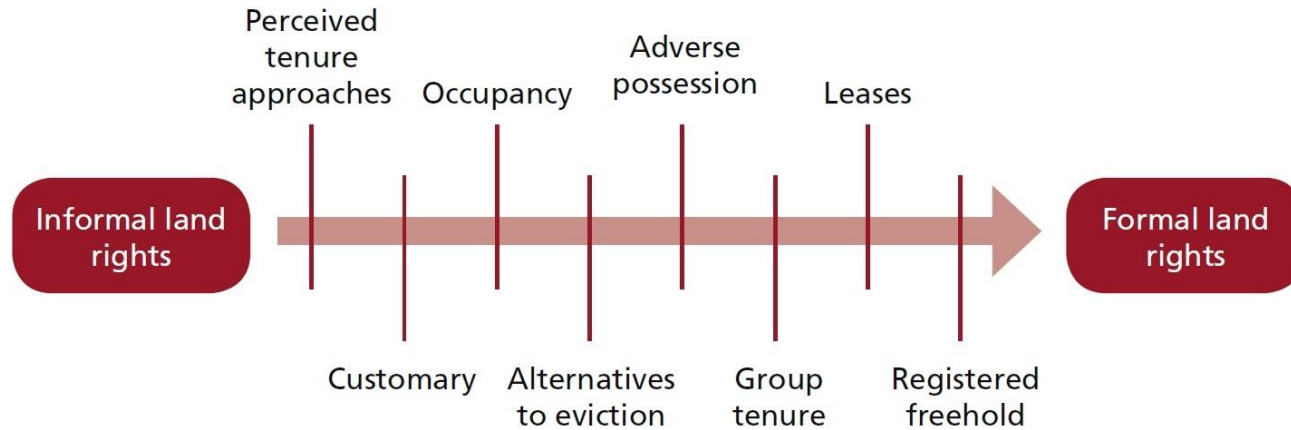 Perceived
tenure
approaches
Occupancy
Adverse
possession
Leases
Informal land
rights
Formal land
rights
Customary
Alternatives
to eviction
Group
tenure
Registered
freehold